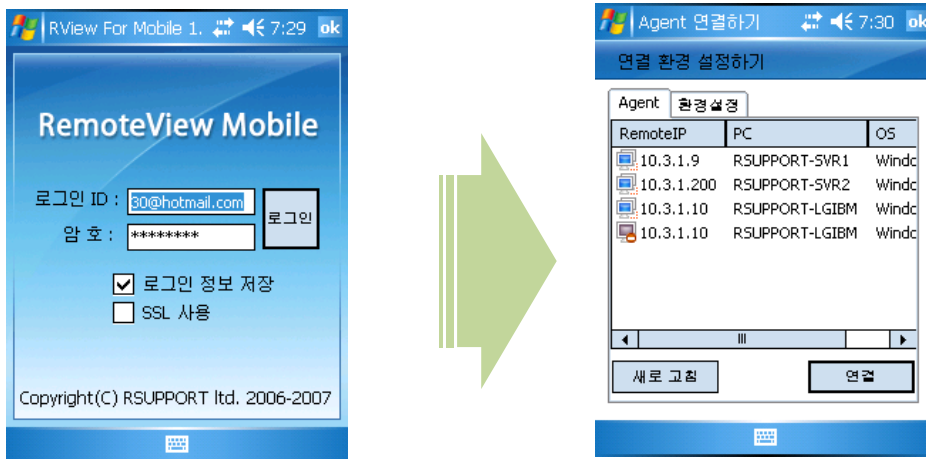 RView For Mobile 1. 7:29 ok
RemoteView Mobile
로그인 ID : 30@hotmail.com
로그인
암 호 : ********
로그인 정보 저장
SSL 사용
Copyright(C) RSUPPORT ltd. 2006-2007
Agent 연결하기 7:30 ok
연결 환경 설정하기
Agent 환경설정
RemoteIP PC OS
10.3.1.9 RSUPPORT-SVR1 Windc
10.3.1.200 RSUPPORT-SVR2 Windc
10.3.1.10 RSUPPORT-LGIBM Windc
10.3.1.10 RSUPPORT-LGIBM Windc
새로 고침 연결